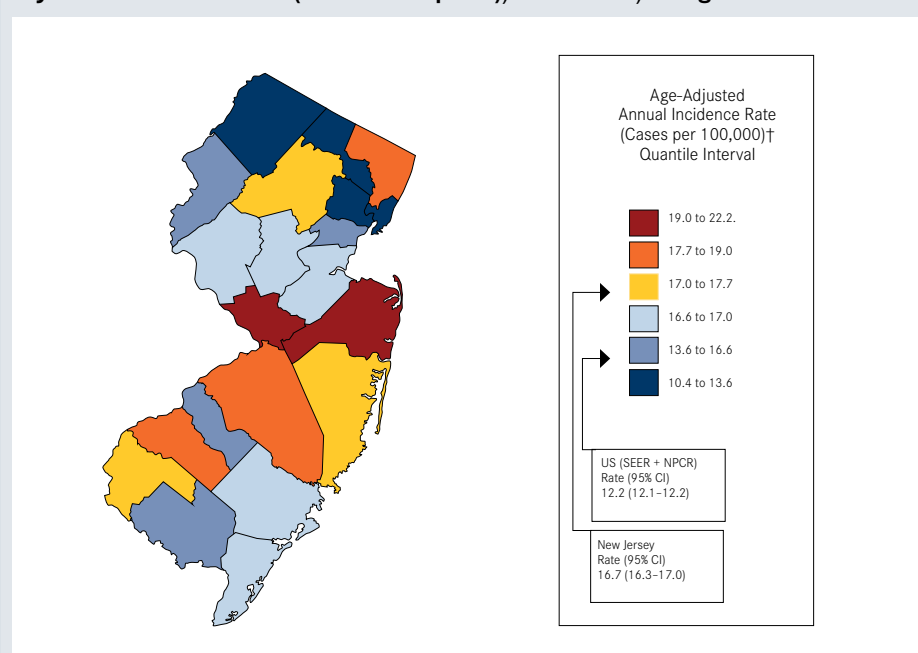 Age-Adjusted
Annual Incidence Rate
(Cases per 100,000)†
Quantile Interval
19.0 to 22.2.
17.7 to 19.0
17.0 to 17.7
16.6 to 17.0
13.6 to 16.6
10.4 to 13.6
US (SEER + NPCR)
Rate (95% CI)
12.2 (12.1–12.2)
New Jersey
Rate (95% CI)
16.7 (16.3–17.0)